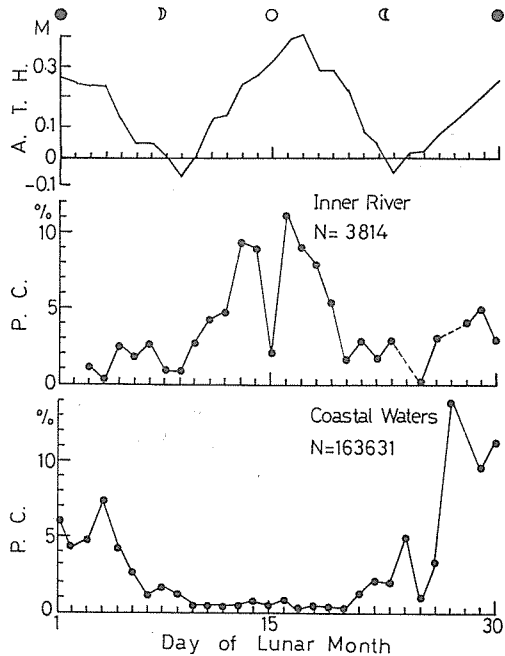 M
0.3
0.1
0
-0.1
A. T. H.
Inner River
N= 3814
%
10
5
0
P. C.
Coastal Waters
N=163631
%
10
5
0
P. C.
1
15
30
Day of Lunar Month